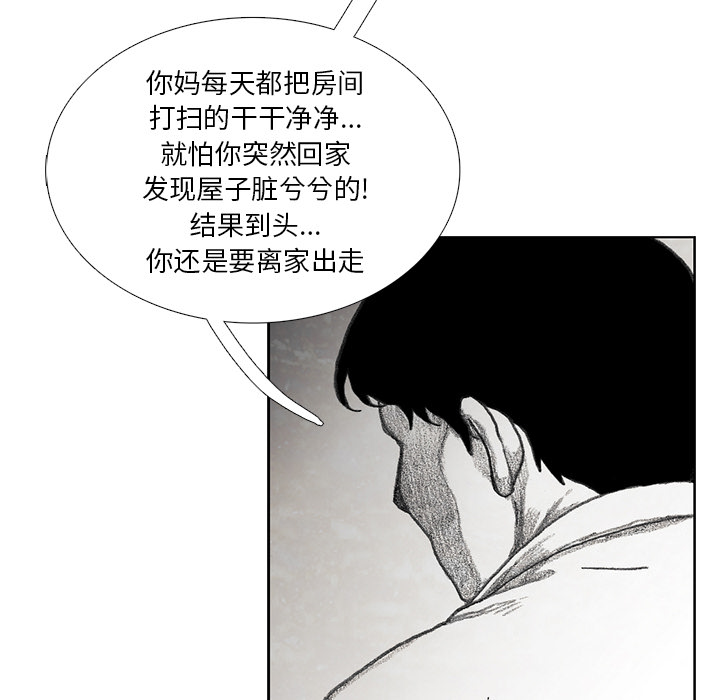 你妈每天都把房间
打扫的干干净净...
就怕你突然回家
发现屋子脏兮兮的!
结果到头...
你还是要离家出走